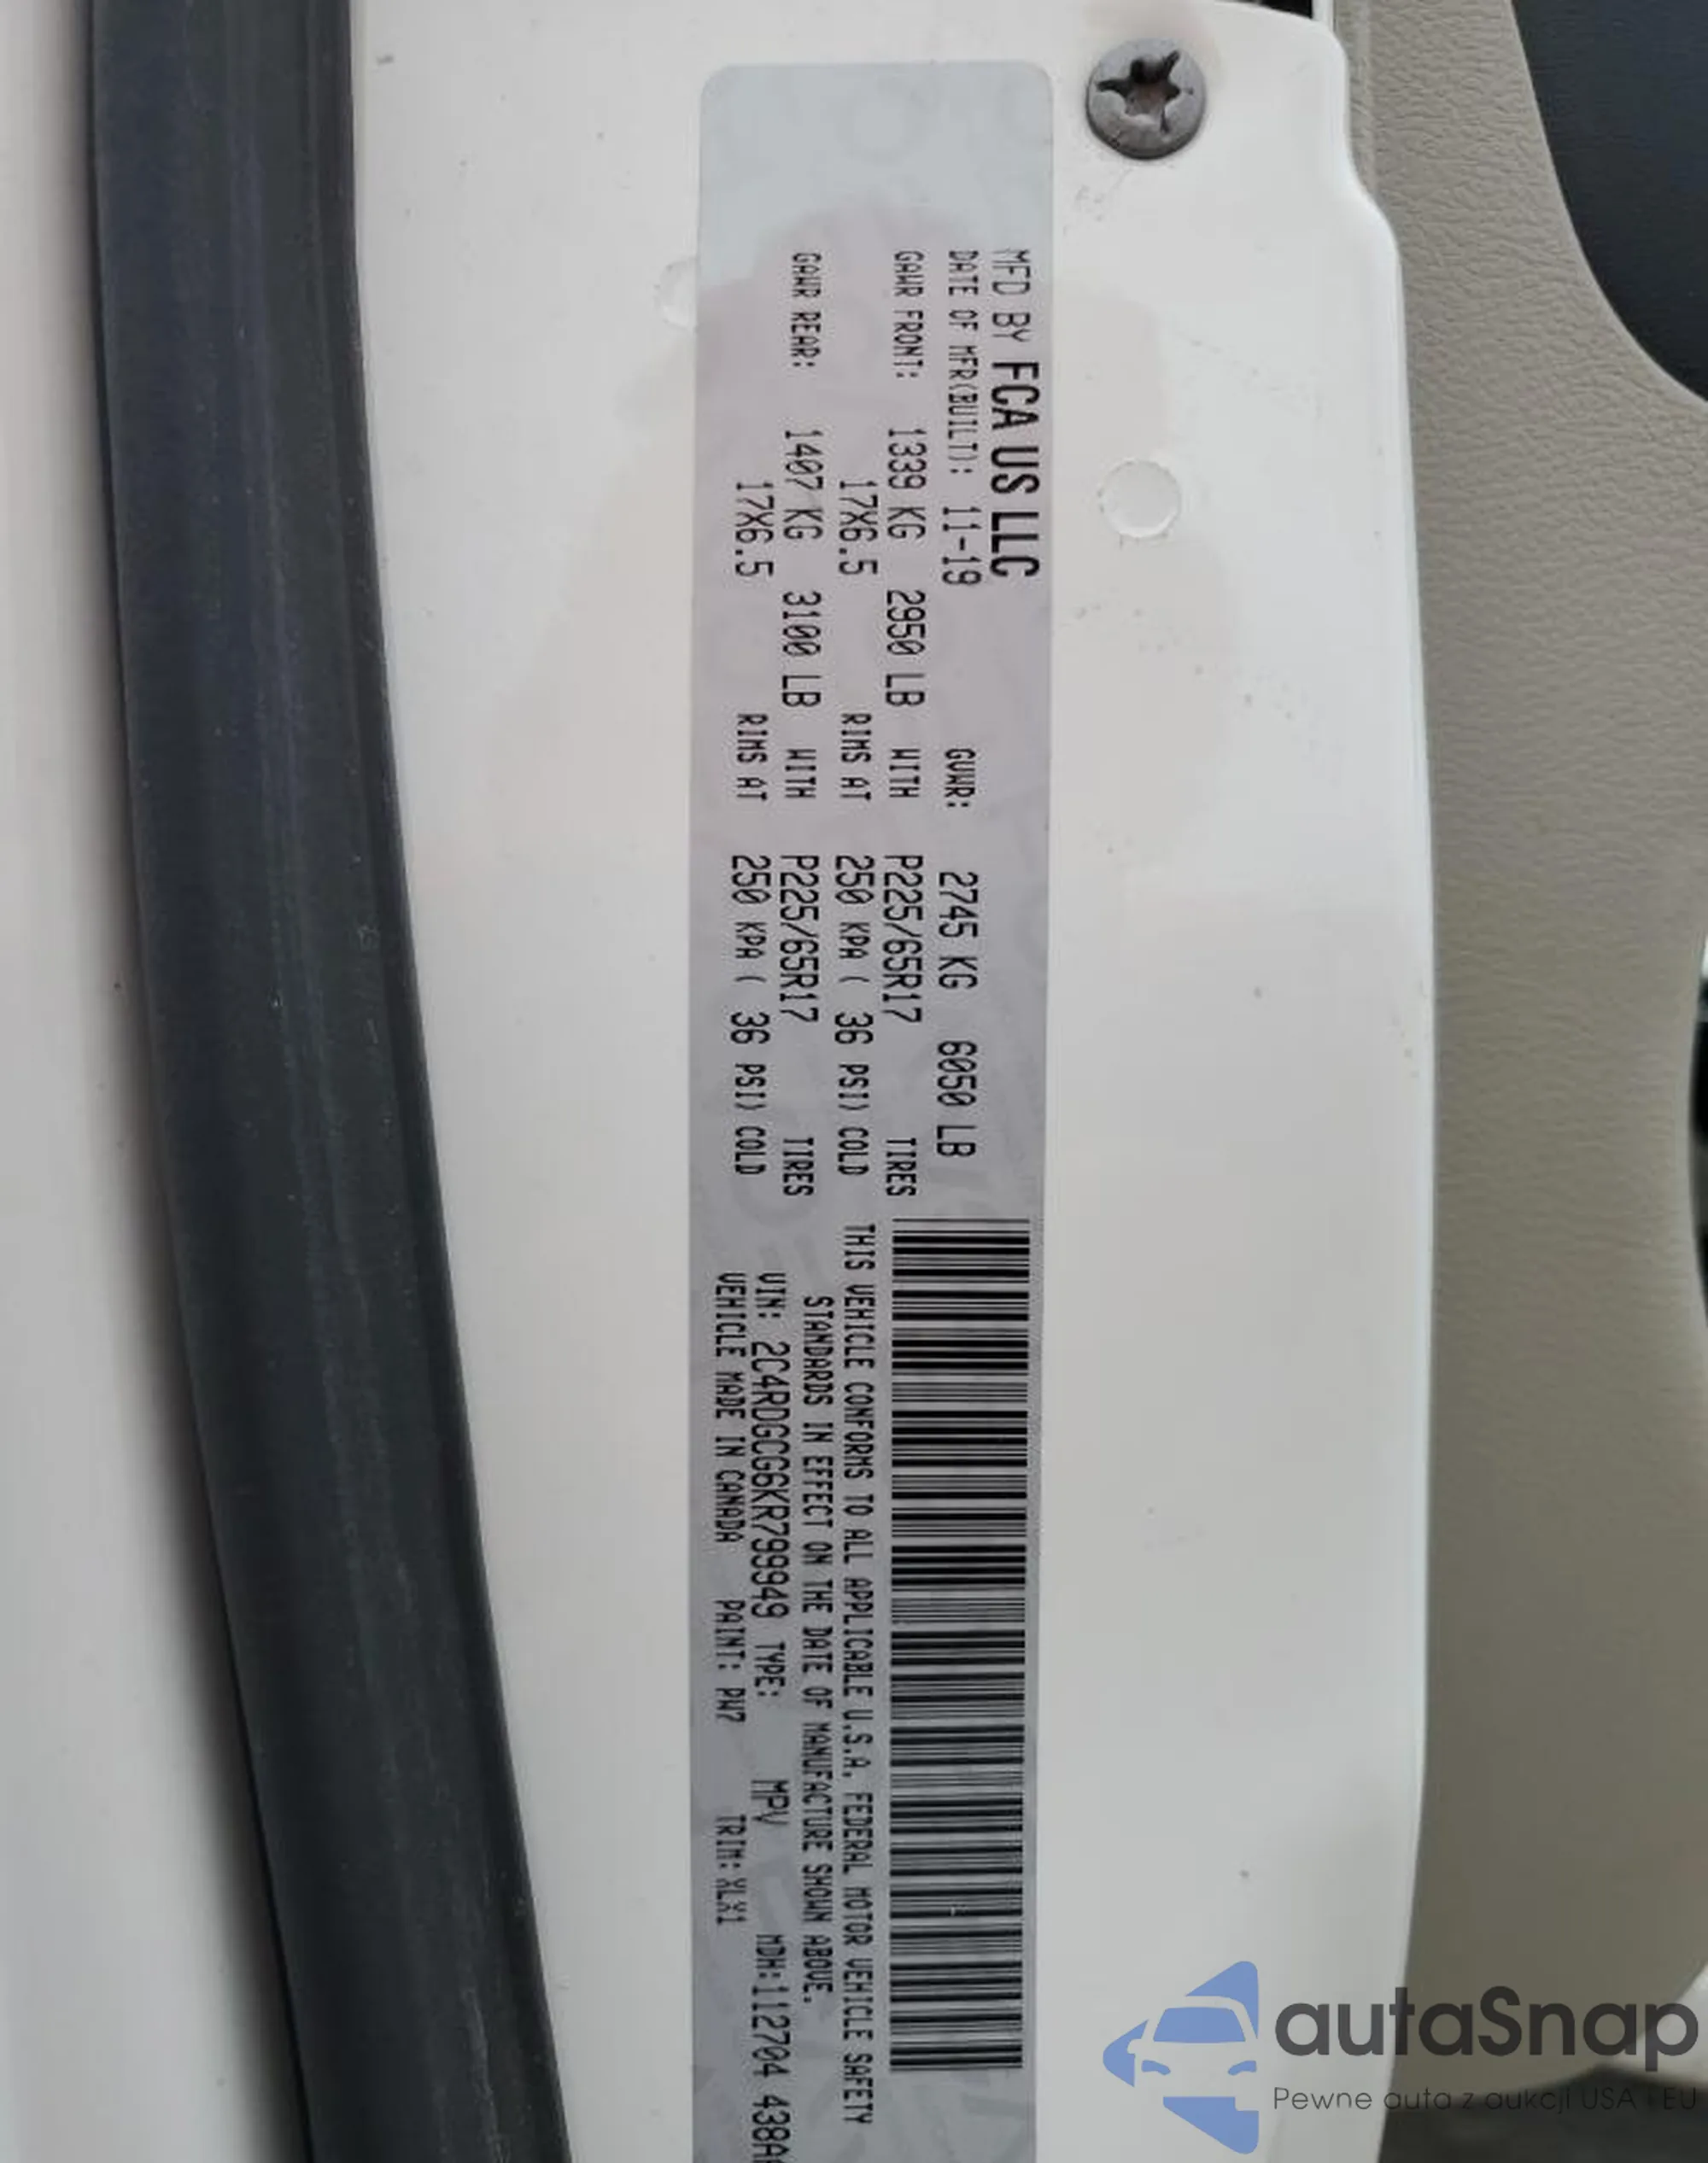 MFD BY FCA US LLC
DATE OF MFR(BUILT): 11-19 GVWR: 2745 KG 6050 LB
GAWR FRONT: 1339 KG 2950 LB WITH P225/65R17 TIRES
17X6.5 RIMS AT 250 KPA ( 36 PSI) COLD
GAWR REAR: 1407 KG 3100 LB WITH P225/65R17 TIRES
17X6.5 RIMS AT 250 KPA ( 36 PSI) COLD
THIS VEHICLE CONFORMS TO ALL APPLICABLE U.S.A. FEDERAL MOTOR VEHICLE SAFETY
STANDARDS IN EFFECT ON THE DATE OF MANUFACTURE SHOWN ABOVE.
VIN: 2C4RDGCG6KR799949 TYPE: MPV MDH:112704 438A
VEHICLE MADE IN CANADA PAINT: PW7 TRIM: XLX1
autaSnap
Pewne auta z aukcji USA i EU